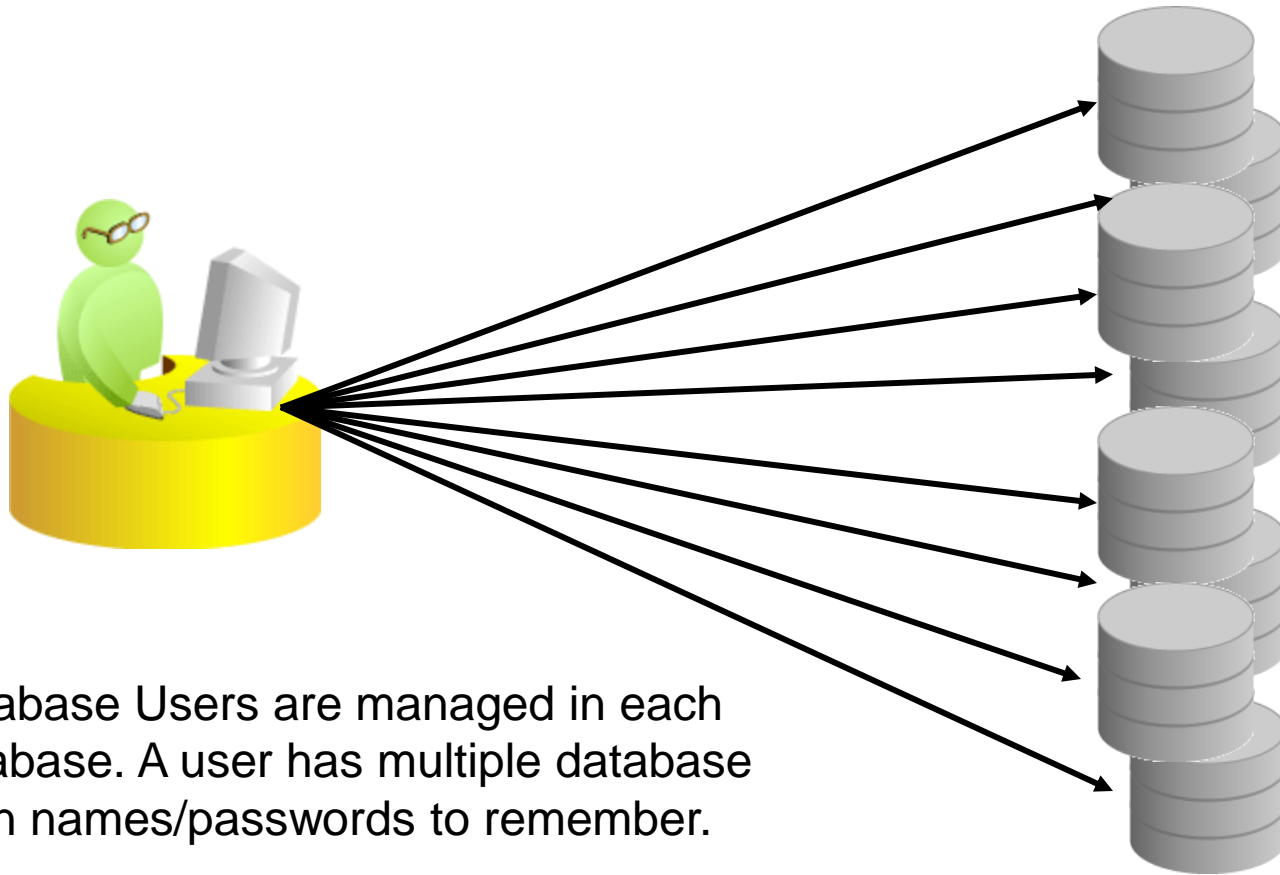 abase Users are managed in each
abase. A user has multiple database
n names/passwords to remember.